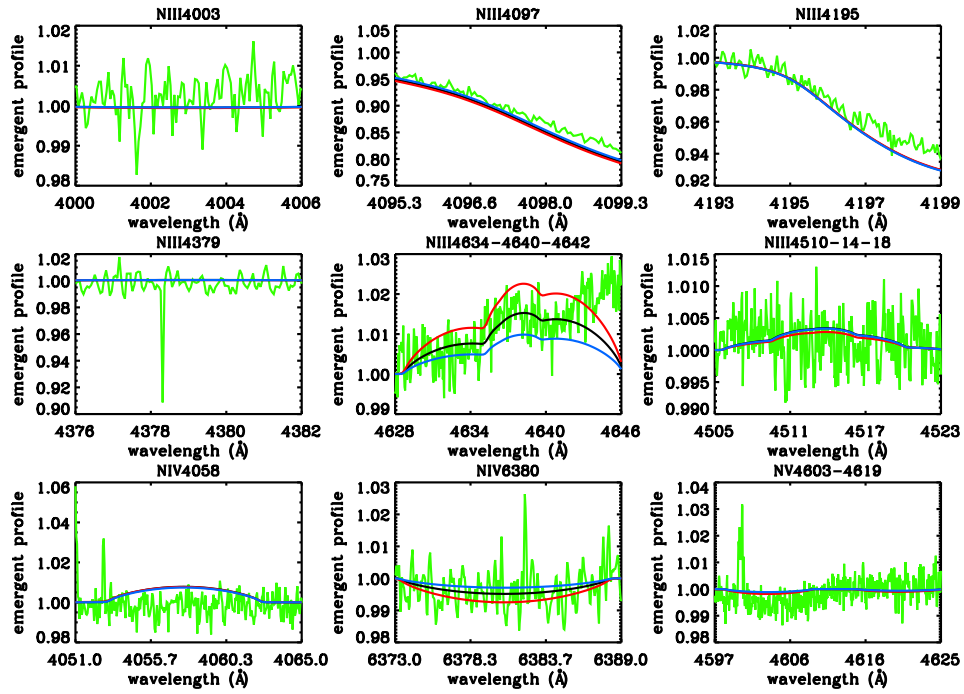 NIII4003
emergent profile
1.02
1.01
1.00
0.99
0.98
4000 4002 4004 4006
wavelength (Å)
NIII4097
emergent profile
1.05
1.00
0.95
0.90
0.85
0.80
0.75
4095.3 4096.6 4098.0 4099.3
wavelength (Å)
NIII4195
emergent profile
1.02
1.00
0.98
0.96
0.94
0.92
4193 4195 4197 4199
wavelength (Å)
NIII4379
emergent profile
1.02
1.00
0.98
0.96
0.94
0.92
0.90
4376 4378 4380 4382
wavelength (Å)
NIII4634-4640-4642
emergent profile
1.03
1.02
1.01
1.00
0.99
4628 4634 4640 4646
wavelength (Å)
NIII4510-14-18
emergent profile
1.015
1.010
1.005
1.000
0.995
0.990
4505 4511 4517 4523
wavelength (Å)
NIV4058
emergent profile
1.06
1.04
1.02
1.00
0.98
4051.0 4055.7 4060.3 4065.0
wavelength (Å)
NIV6380
emergent profile
1.03
1.02
1.01
1.00
0.99
0.98
6373.0 6378.3 6383.7 6389.0
wavelength (Å)
NV4603-4619
emergent profile
1.04
1.03
1.02
1.01
1.00
0.99
0.98
4597 4606 4616 4625
wavelength (Å)